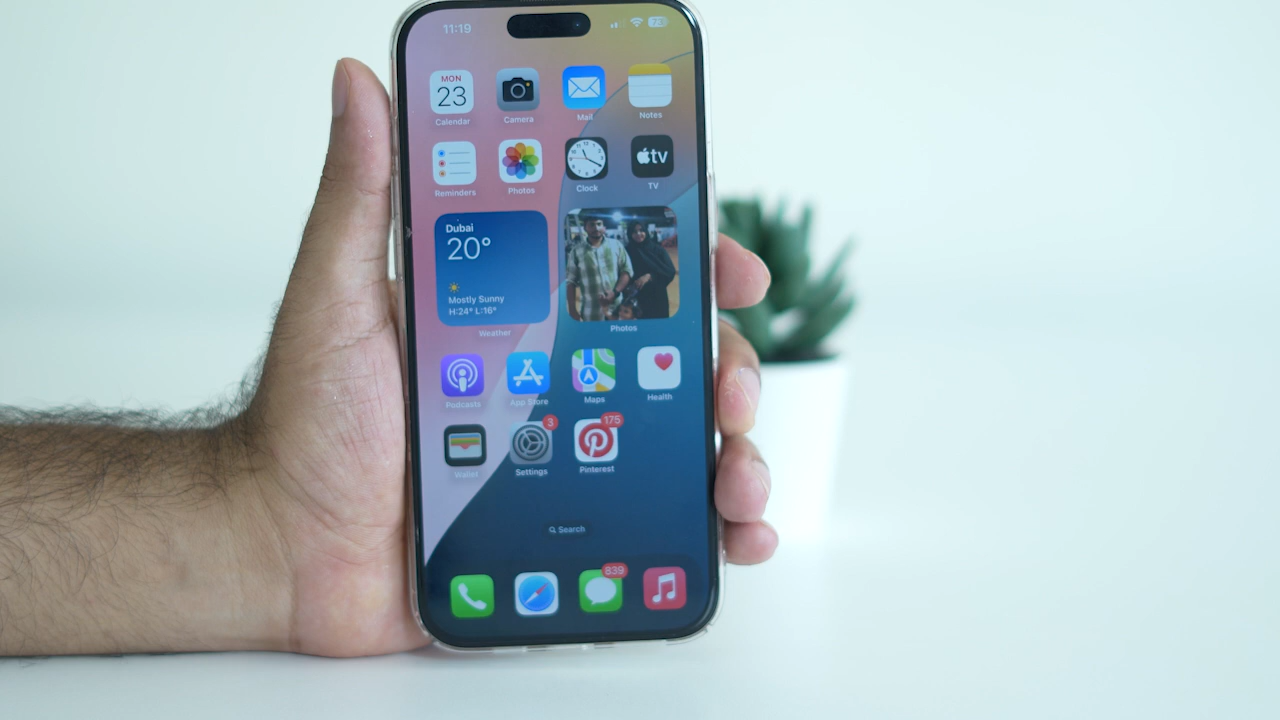 11:19
73
MON
23
Calendar
Camera
Mail
Notes
Reminders
Photos
Clock
tv
TV
Dubai
20°
Mostly Sunny
H:24° L:16°
Weather
Photos
Podcasts
App Store
Maps
Health
Wallet
3
Settings
175
Pinterest
Search
839